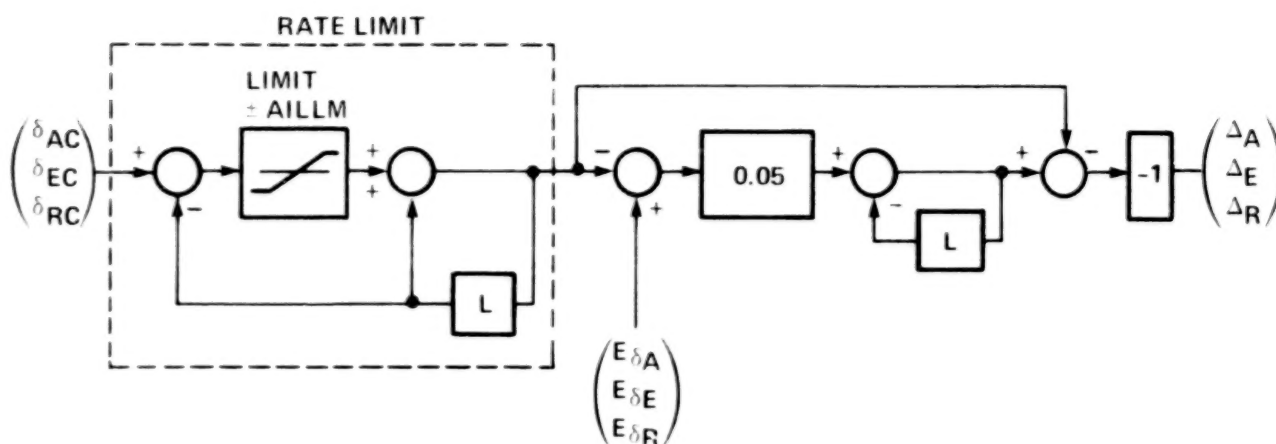 RATE LIMIT
LIMIT
± AILLM
δAC
δEC
δRC
+
-
+
+
L
-
+
0.05
+
-
L
+
-
-1
ΔA
ΔE
ΔR
EδA
EδE
EδR